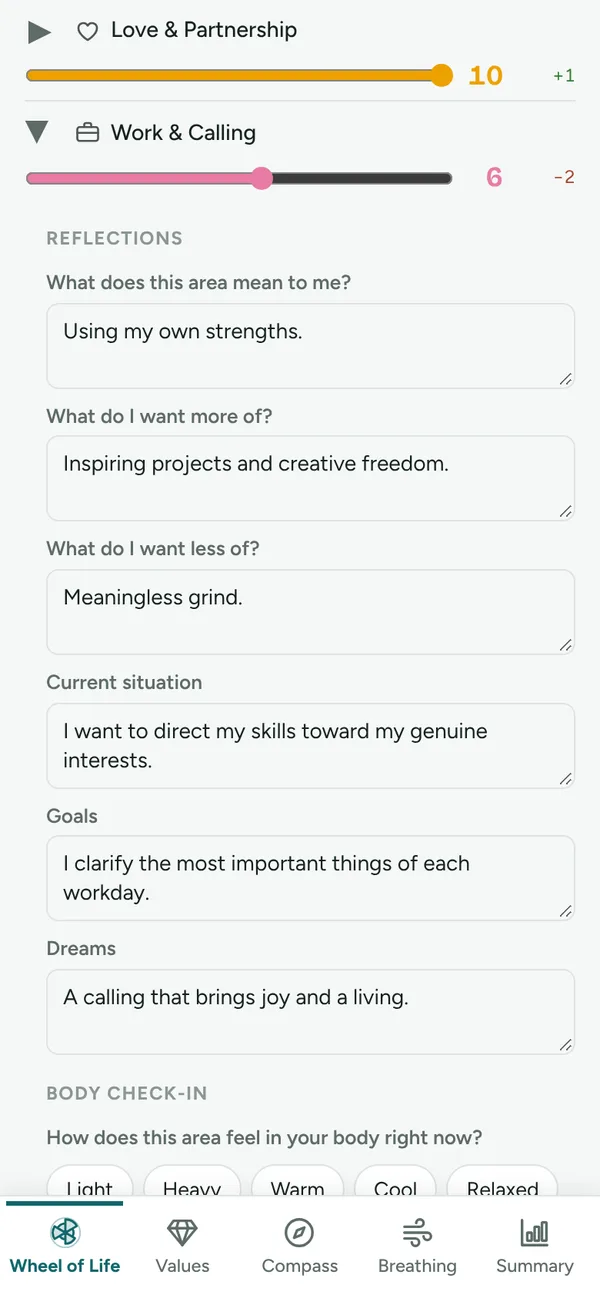 Love & Partnership
10
+1
Work & Calling
6
-2
REFLECTIONS
What does this area mean to me?
Using my own strengths.
What do I want more of?
Inspiring projects and creative freedom.
What do I want less of?
Meaningless grind.
Current situation
I want to direct my skills toward my genuine
interests.
Goals
I clarify the most important things of each
workday.
Dreams
A calling that brings joy and a living.
BODY CHECK-IN
How does this area feel in your body right now?
Light Heavy Warm Cool Relaxed
Wheel of Life Values Compass Breathing Summary